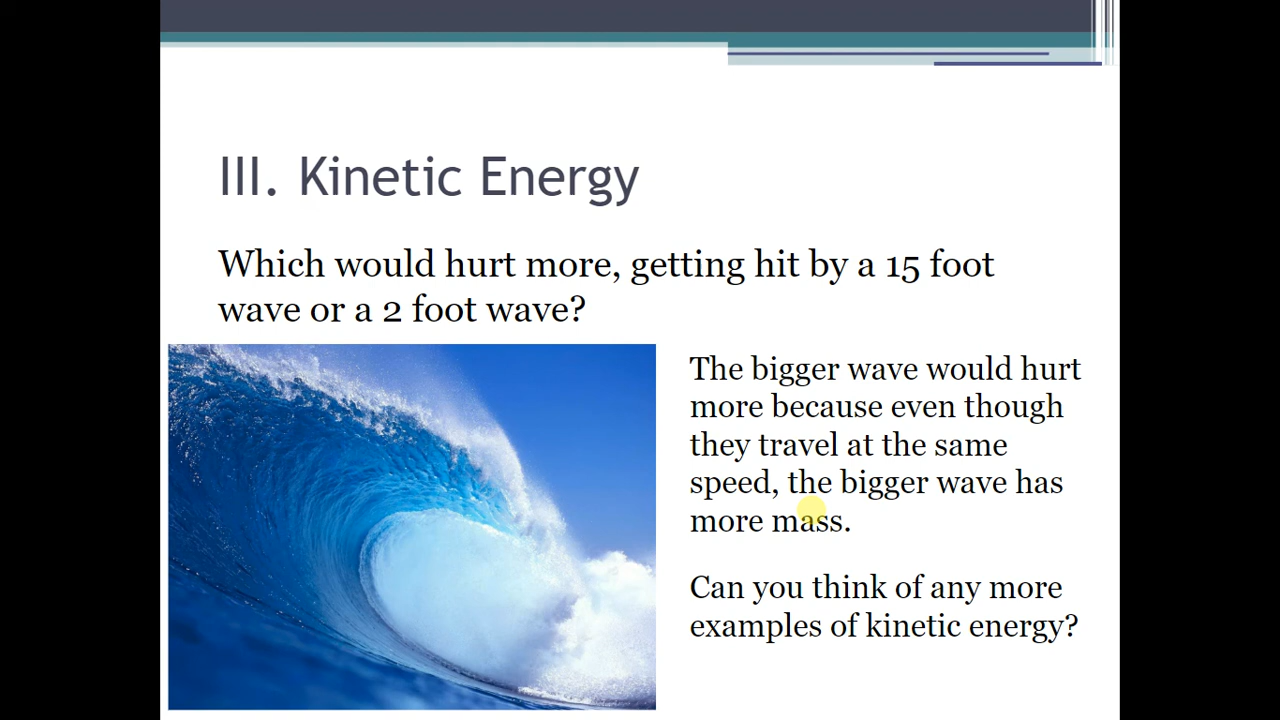 III. Kinetic Energy
Which would hurt more, getting hit by a 15 foot
wave or a 2 foot wave?
The bigger wave would hurt
more because even though
they travel at the same
speed, the bigger wave has
more mass.
Can you think of any more
examples of kinetic energy?